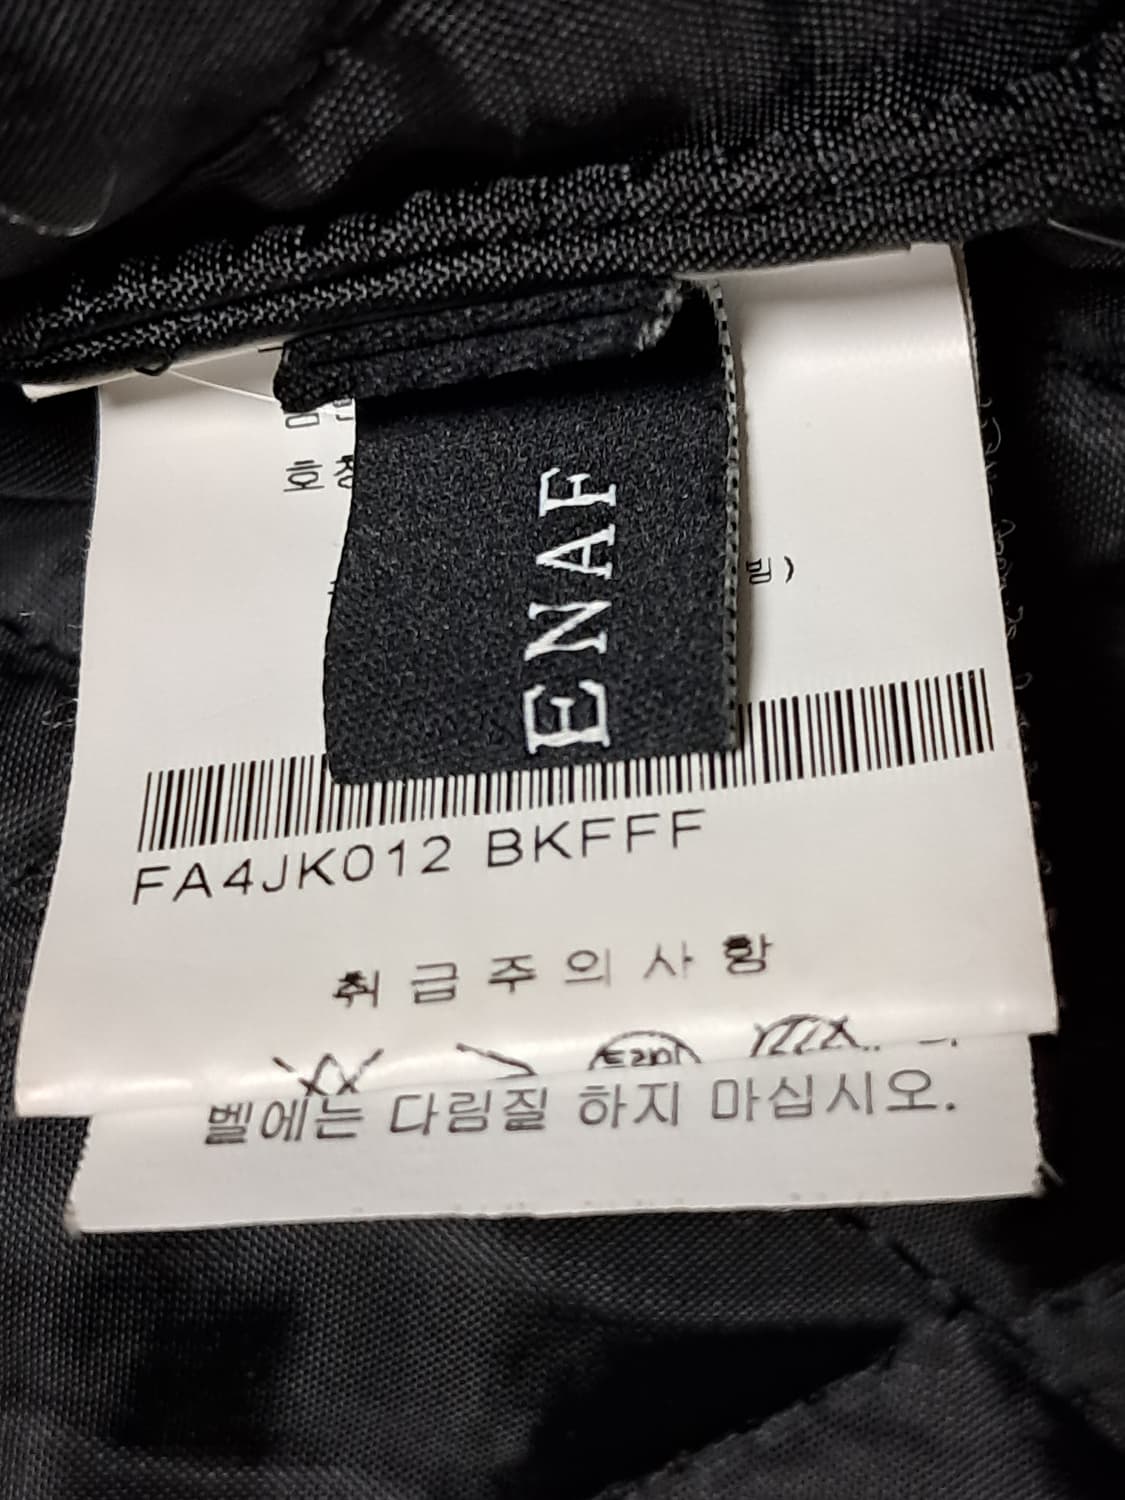 호
ENAF
빔)
FA4JK012 BKFFF
취급주의사항
드라이
벨에는 다림질 하지 마십시오.